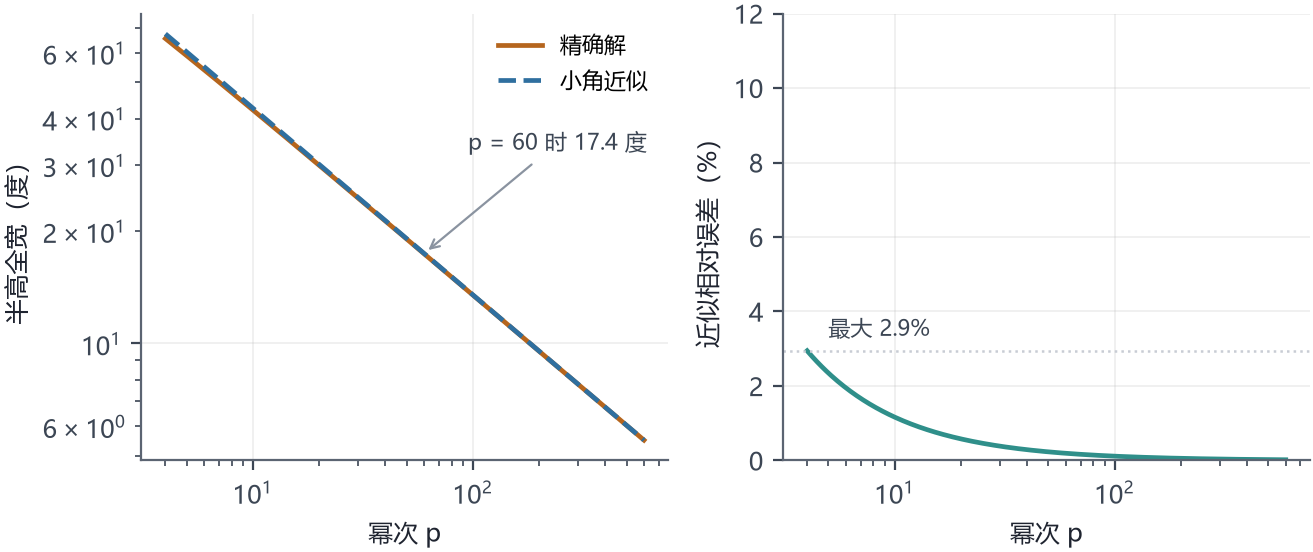 半高全宽（度）
6 × 10¹
4 × 10¹
3 × 10¹
2 × 10¹
10¹
6 × 10⁰
精确解
小角近似
p = 60 时 17.4 度
10¹ 10²
幂次 p
近似相对误差（%）
12
10
8
6
4
2
0
最大 2.9%
10¹ 10²
幂次 p